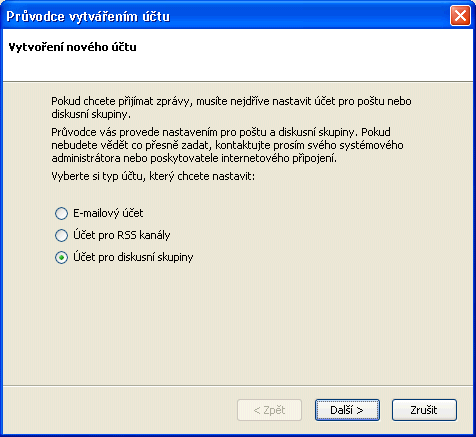 Průvodce vytvářením účtu
Vytvoření nového účtu
Pokud chcete přijímat zprávy, musíte nejdříve nastavit účet pro poštu nebo
diskusní skupiny.
Průvodce vás provede nastavením pro poštu a diskusní skupiny. Pokud
nebudete vědět co přesně zadat, kontaktujte prosím svého systémového
administrátora nebo poskytovatele internetového připojení.
Vyberte si typ účtu, který chcete nastavit:
E-mailový účet
Účet pro RSS kanály
Účet pro diskusní skupiny
< Zpět
Další >
Zrušit